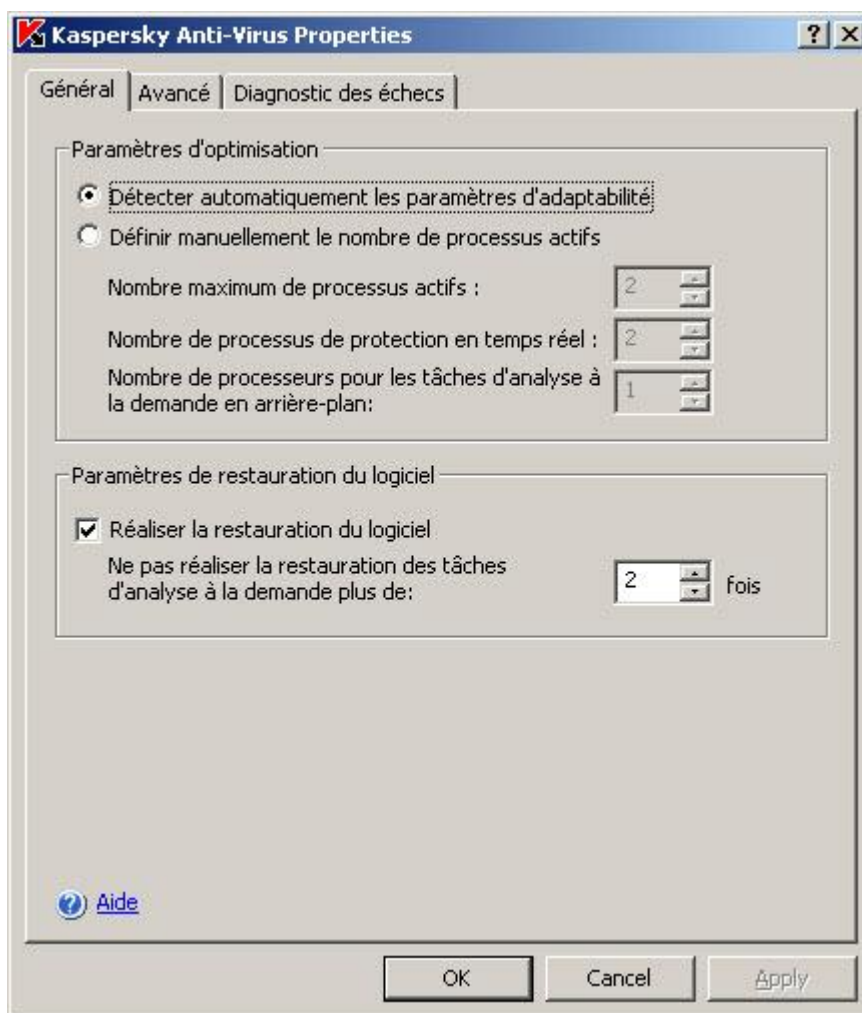 Kaspersky Anti-Virus Properties
Général
Avancé
Diagnostic des échecs
Paramètres d'optimisation
Détecter automatiquement les paramètres d'adaptabilité
Définir manuellement le nombre de processus actifs
Nombre maximum de processus actifs : 2
Nombre de processus de protection en temps réel : 2
Nombre de processeurs pour les tâches d'analyse à
la demande en arrière-plan: 1
Paramètres de restauration du logiciel
Réaliser la restauration du logiciel
Ne pas réaliser la restauration des tâches
d'analyse à la demande plus de: 2 fois
Aide
OK
Cancel
Apply